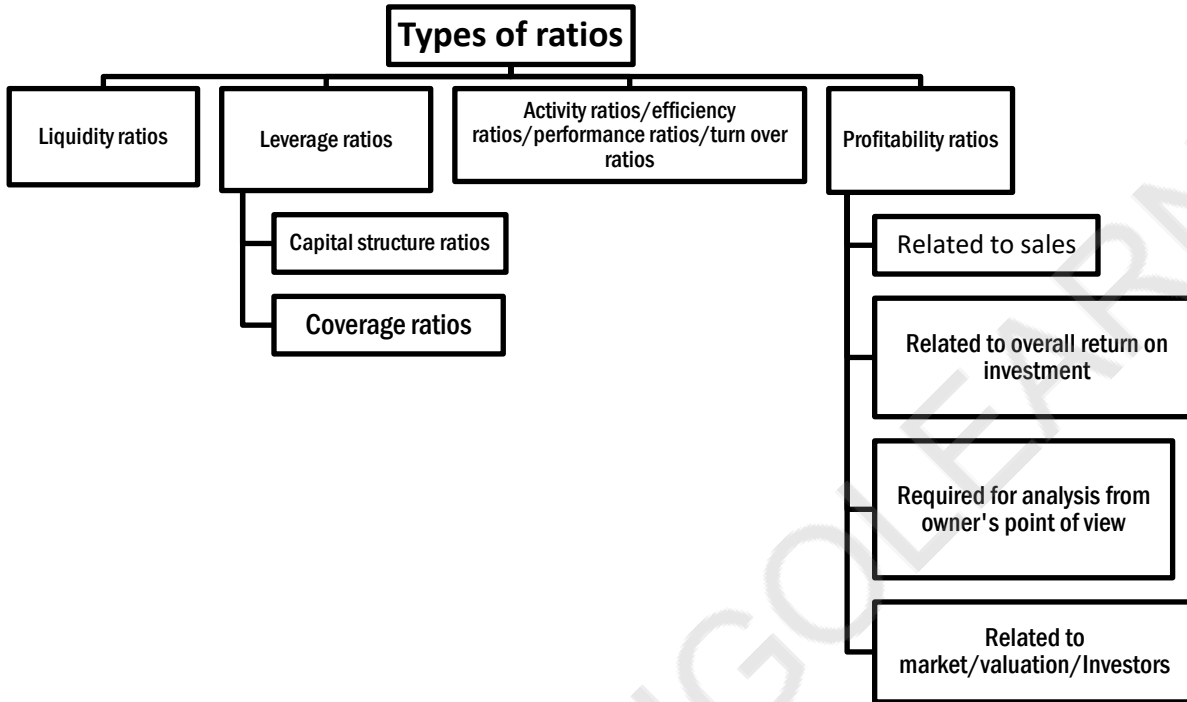 Types of ratios
Liquidity ratios
Leverage ratios
Activity ratios/efficiency
ratios/performance ratios/turn over
ratios
Profitability ratios
Capital structure ratios
Coverage ratios
Related to sales
Related to overall return on
investment
Required for analysis from
owner's point of view
Related to
market/valuation/Investors